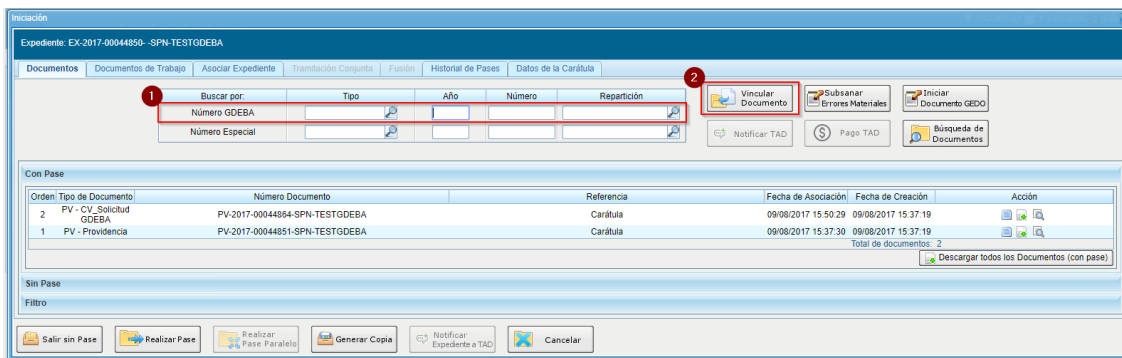 Iniciación
Expediente: EX-2017-00044850- -SPN-TESTGDEBA
Documentos Documentos de Trabajo Asociar Expediente Tramitación Conjunta Fusión Historial de Pases Datos de la Carátula
2
1
Buscar por: Tipo Año Número Repartición
Número GDEBA
Número Especial
Vincular Documento
Subsanar Errores Materiales
Iniciar Documento GEDO
Notificar TAD
Pago TAD
Búsqueda de Documentos
Con Pase
Orden Tipo de Documento Número Documento Referencia Fecha de Asociación Fecha de Creación Acción
2 PV - CV_Solicitud GDEBA PV-2017-00044864-SPN-TESTGDEBA Carátula 09/08/2017 15:50:29 09/08/2017 15:37:19
1 PV - Providencia PV-2017-00044851-SPN-TESTGDEBA Carátula 09/08/2017 15:37:30 09/08/2017 15:37:19
Total de documentos: 2
Descargar todos los Documentos (con pase)
Sin Pase
Filtro
Salir sin Pase
Realizar Pase
Realizar Pase Paralelo
Generar Copia
Notificar Expediente a TAD
Cancelar